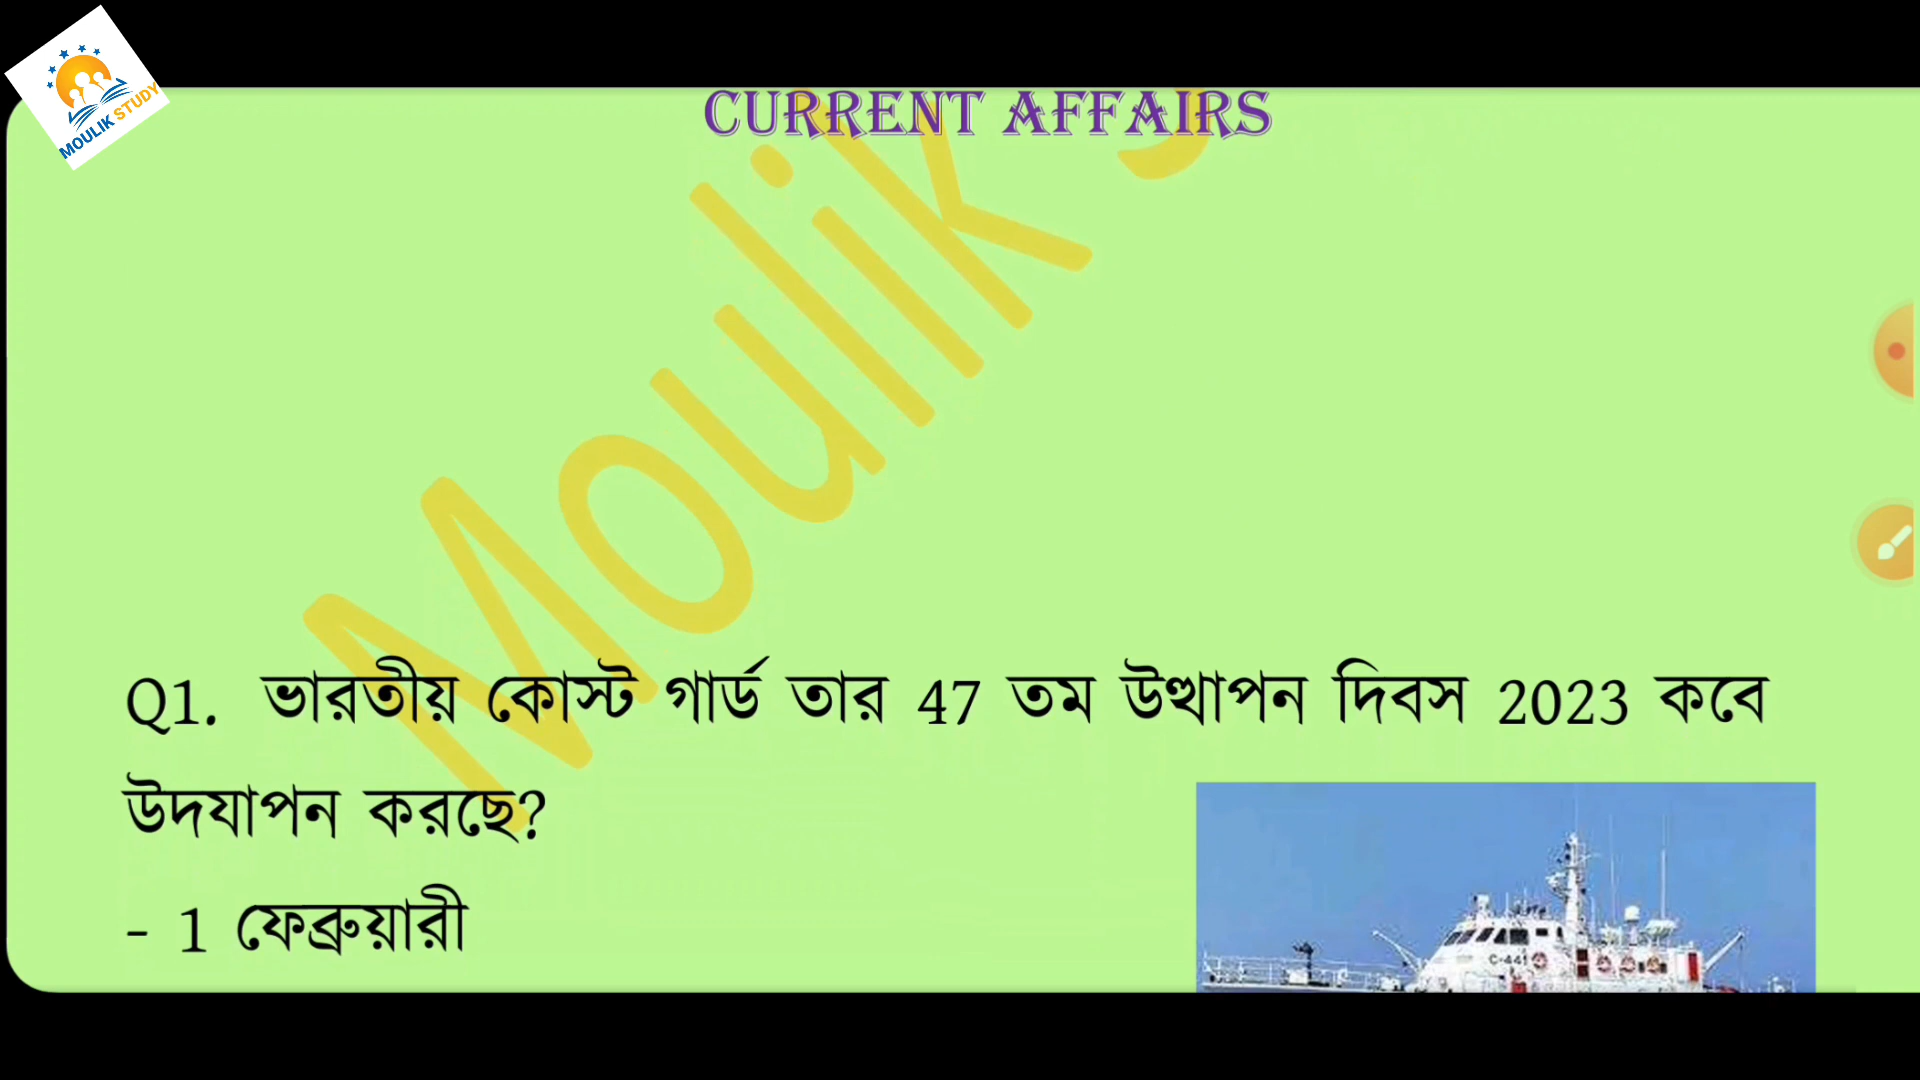 MOULIK STUDY
CURRENT AFFAIRS
Moulik
Q1. ভারতীয় কোস্ট গার্ড তার 47 তম উত্থাপন দিবস 2023 কবে
উদযাপন করছে?
- 1 ফেব্রুয়ারী
C-441